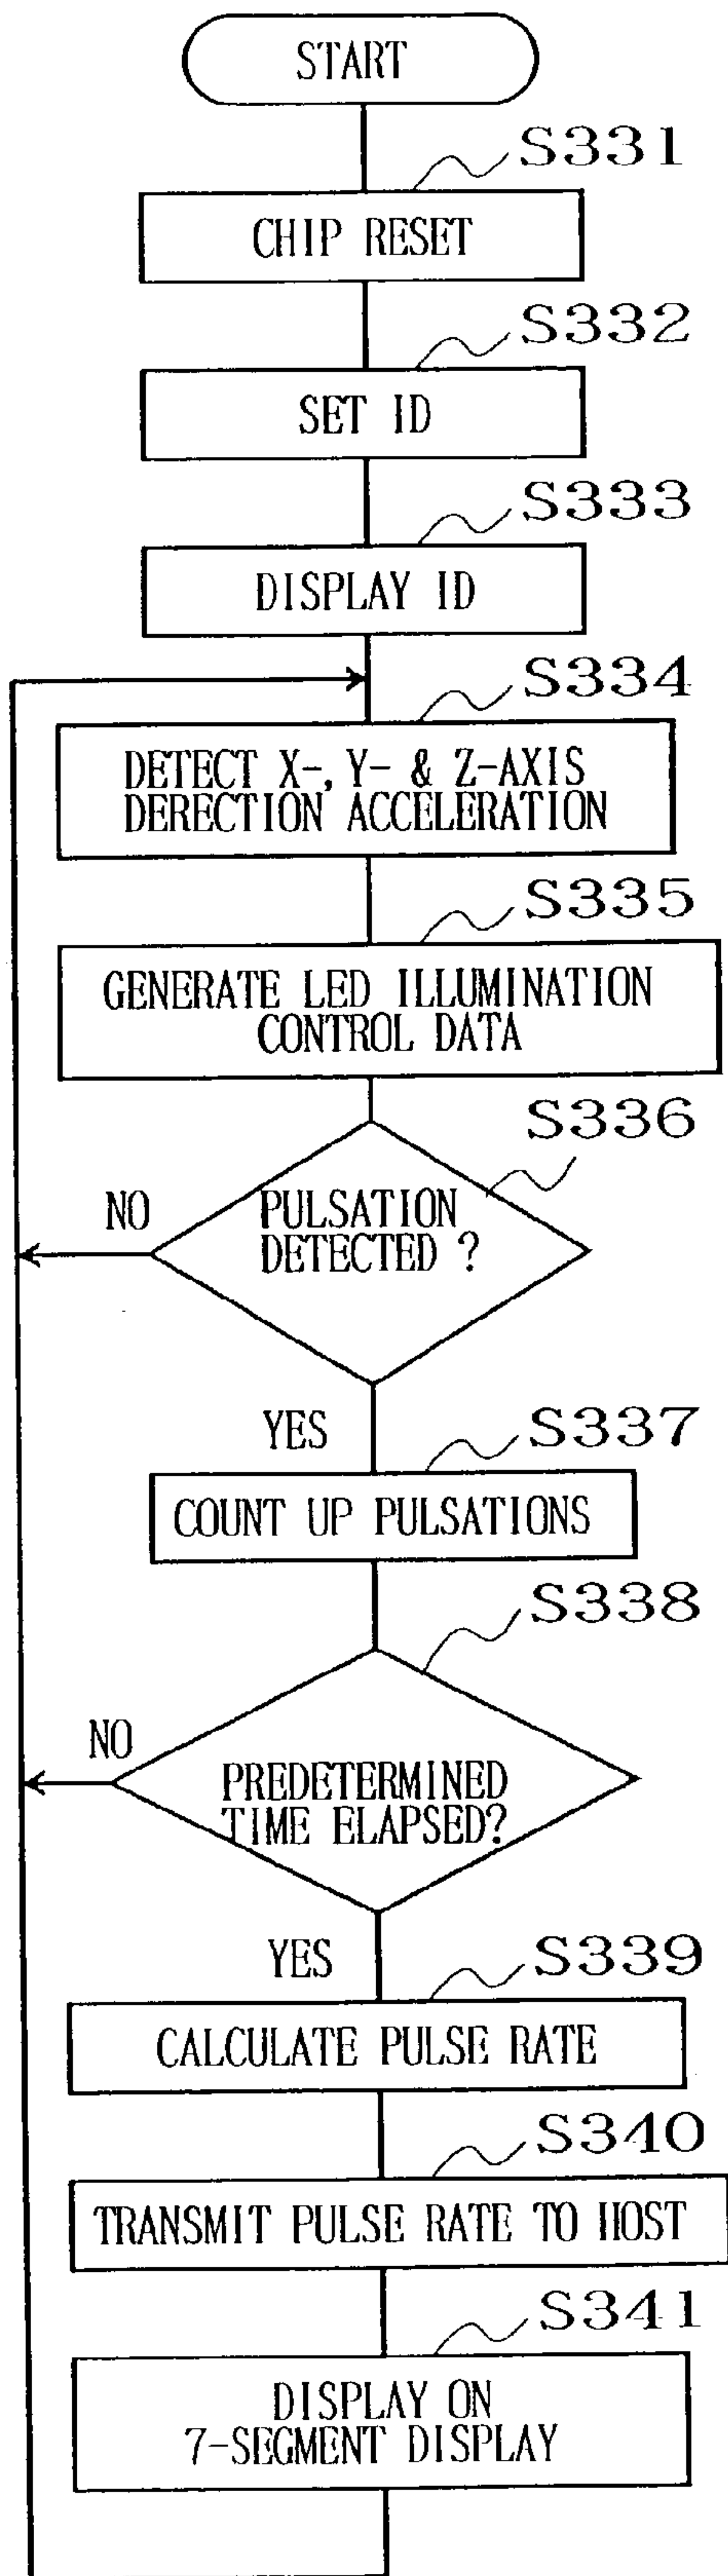 START
S331
CHIP RESET
S332
SET ID
S333
DISPLAY ID
S334
DETECT X-, Y- & Z-AXIS
DERECTION ACCELERATION
S335
GENERATE LED ILLUMINATION
CONTROL DATA
S336
NO
PULSATION
DETECTED ?
YES
S337
COUNT UP PULSATIONS
S338
NO
PREDETERMINED
TIME ELAPSED?
YES
S339
CALCULATE PULSE RATE
S340
TRANSMIT PULSE RATE TO HOST
S341
DISPLAY ON
7-SEGMENT DISPLAY